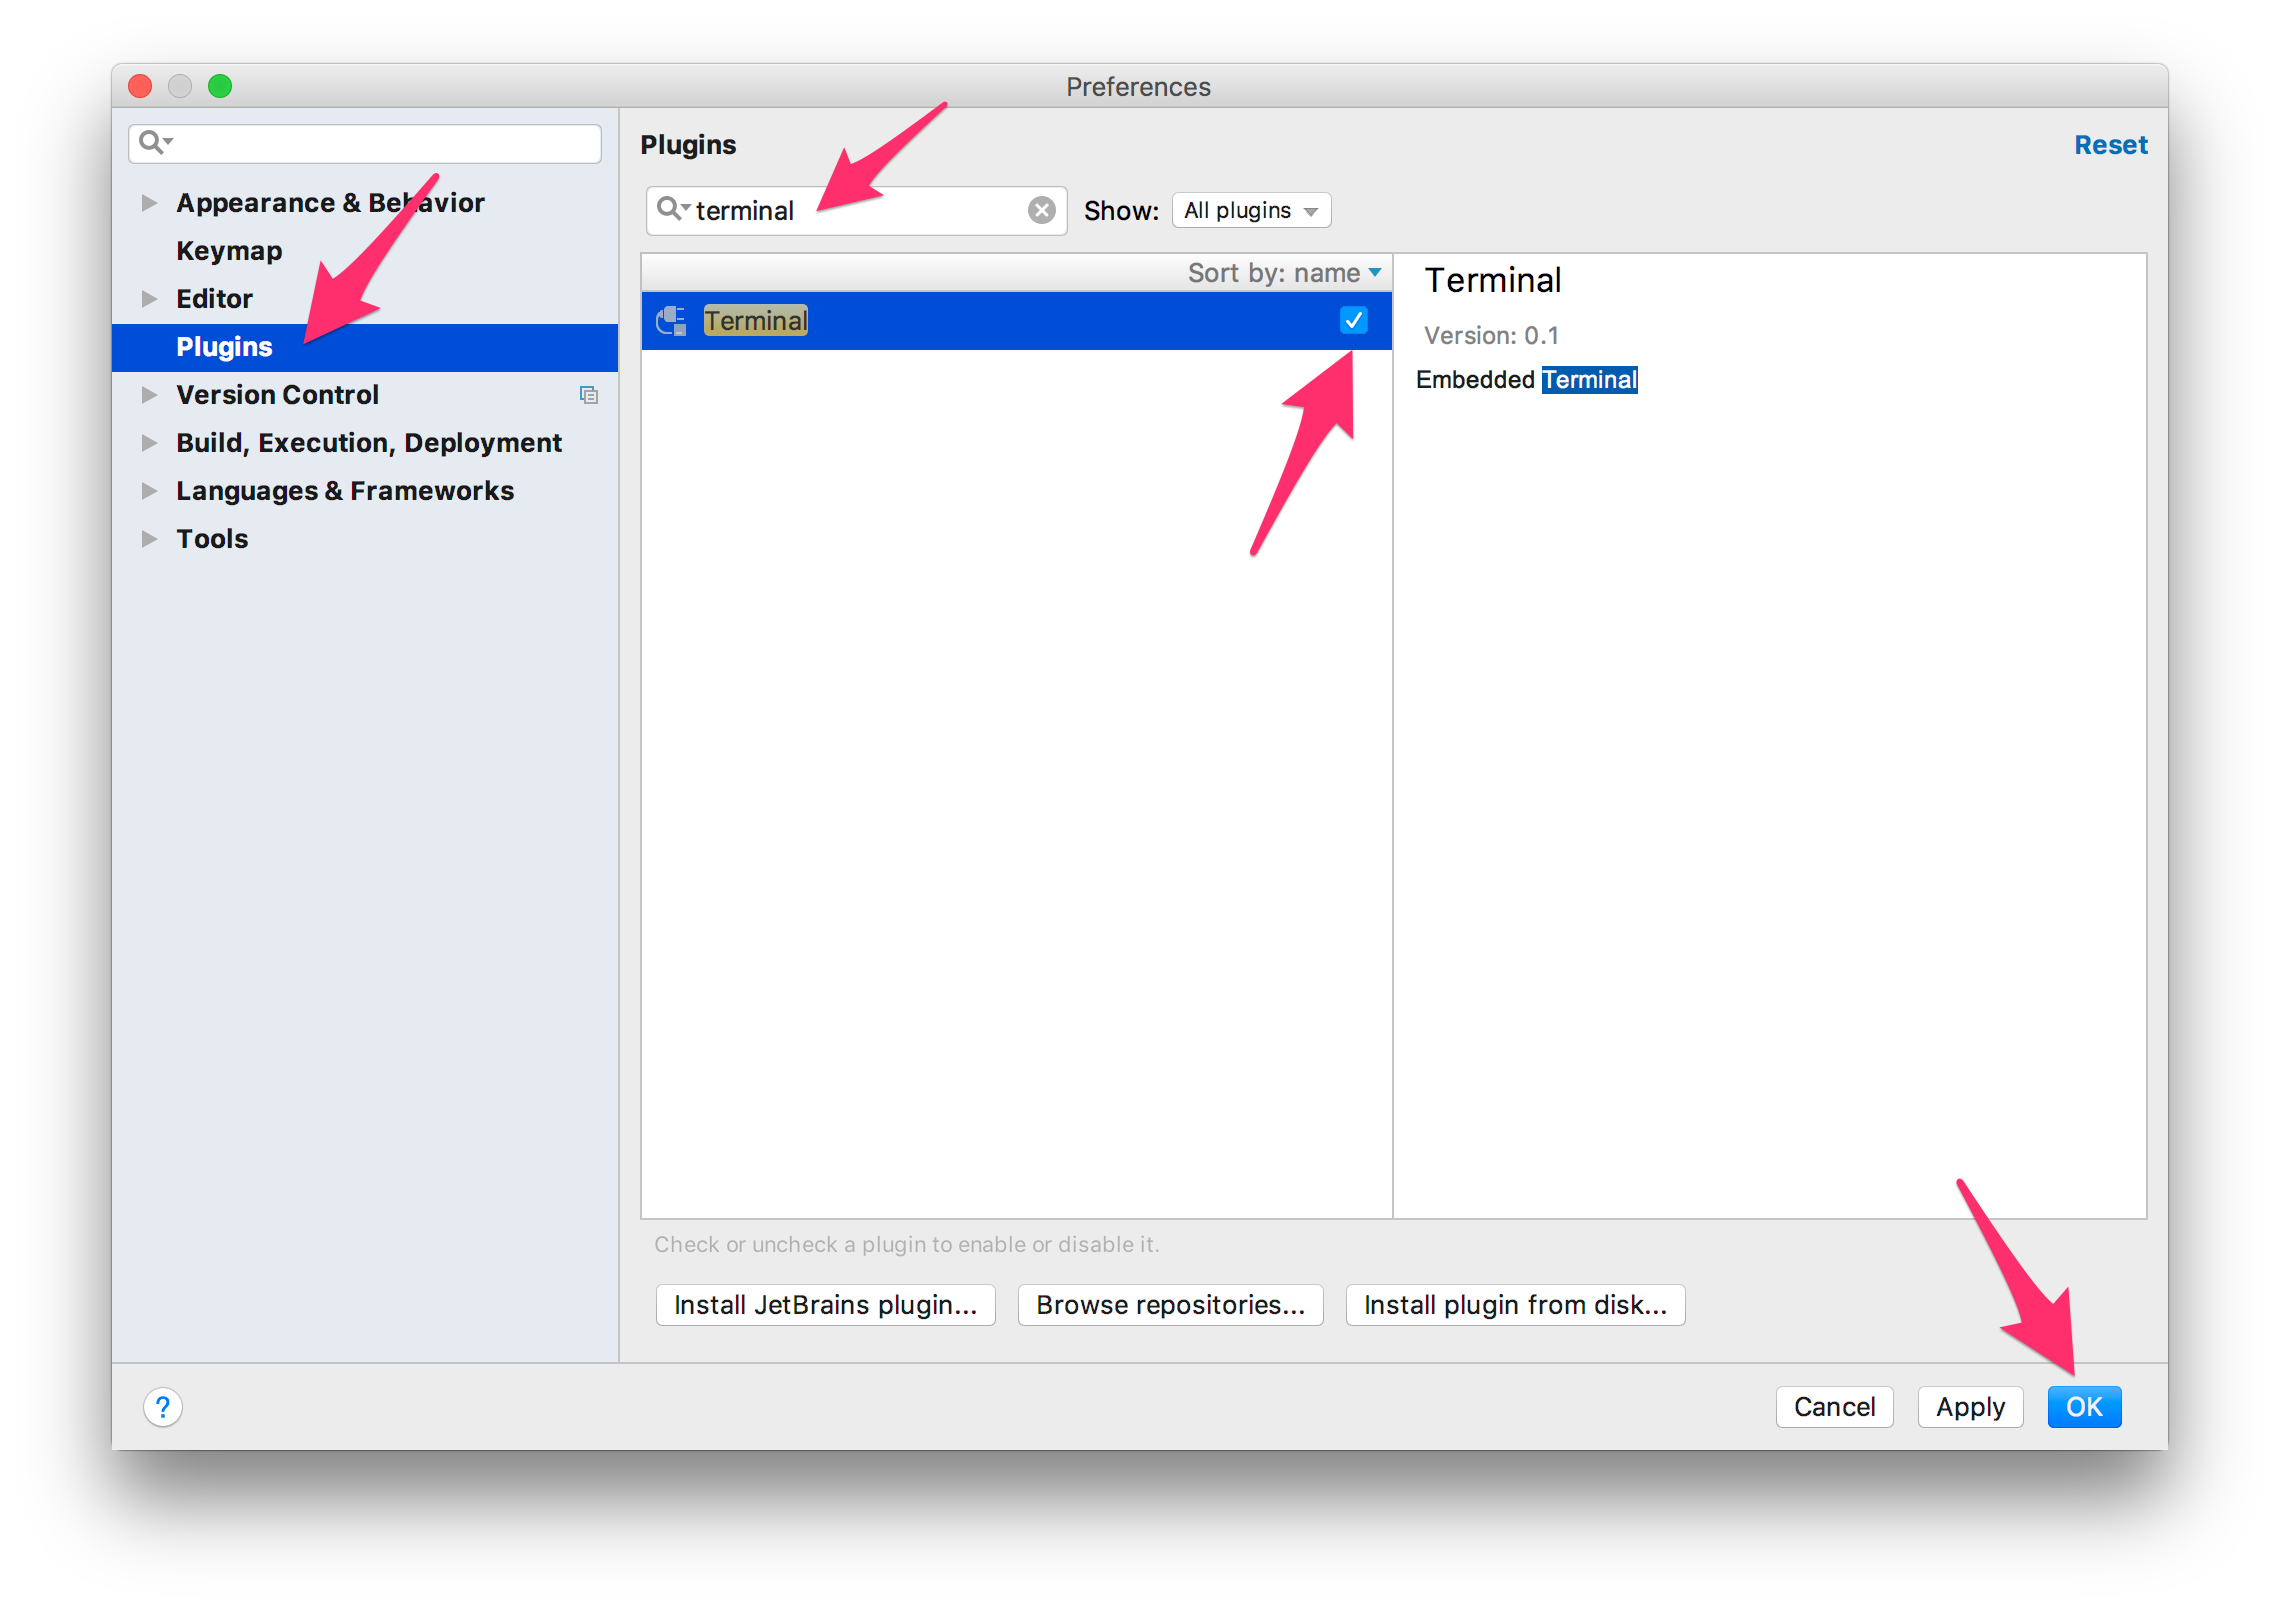 Preferences
Appearance & Behavior
Keymap
Editor
Plugins
Version Control
Build, Execution, Deployment
Languages & Frameworks
Tools
Plugins
Reset
terminal
Show: All plugins
Sort by: name
Terminal
Terminal
Version: 0.1
Embedded Terminal
Check or uncheck a plugin to enable or disable it.
Install JetBrains plugin...
Browse repositories...
Install plugin from disk...
?
Cancel
Apply
OK